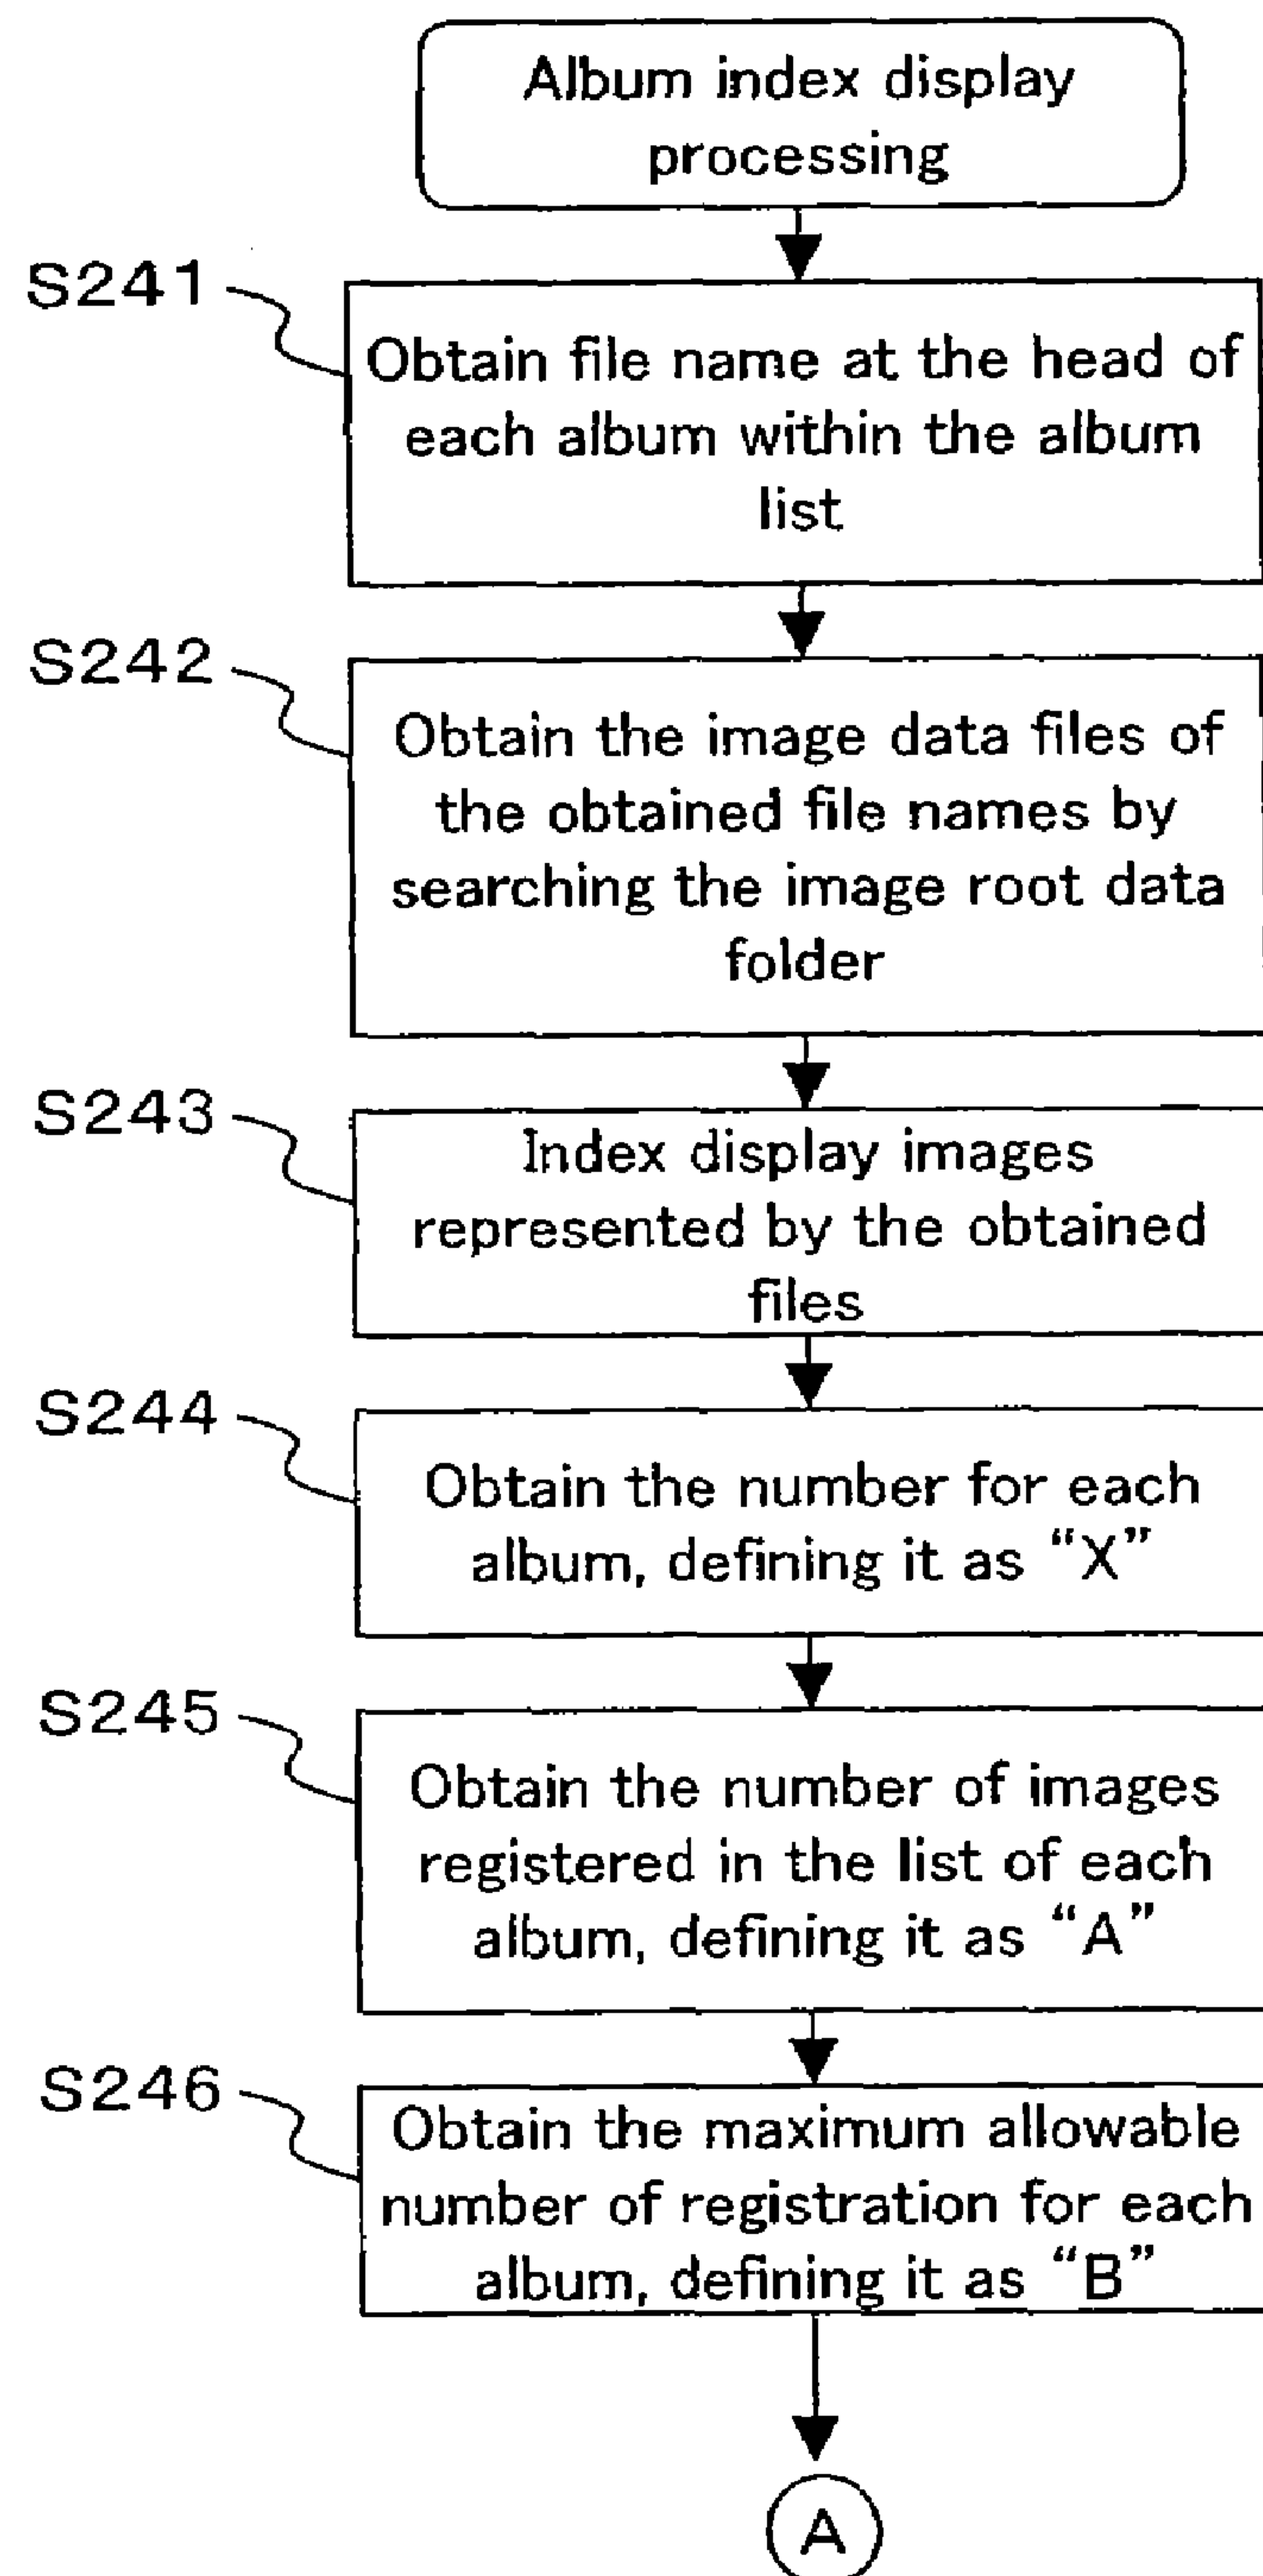 Album index display
processing
S241
Obtain file name at the head of
each album within the album
list
S242
Obtain the image data files of
the obtained file names by
searching the image root data
folder
S243
Index display images
represented by the obtained
files
S244
Obtain the number for each
album, defining it as “X”
S245
Obtain the number of images
registered in the list of each
album, defining it as “A”
S246
Obtain the maximum allowable
number of registration for each
album, defining it as “B”
A